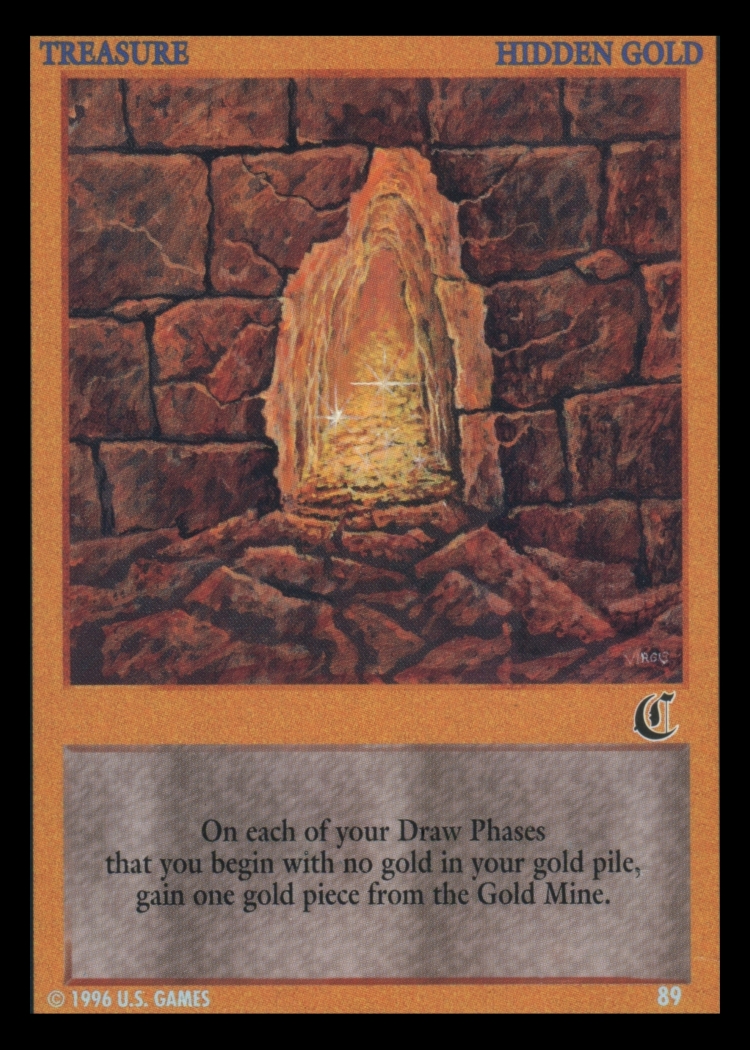 TREASURE HIDDEN GOLD
VIRGIS
C
On each of your Draw Phases
that you begin with no gold in your gold pile,
gain one gold piece from the Gold Mine.
© 1996 U.S. GAMES 89